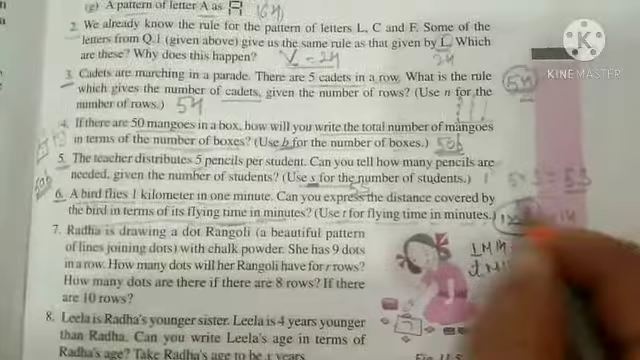 (g) A pattern of letter A as A (6n)
2. We already know the rule for the pattern of letters L, C and F. Some of the
letters from Q.1 (given above) give us the same rule as that given by L. Which
are these? Why does this happen? V = 2n
2n
3. Cadets are marching in a parade. There are 5 cadets in a row. What is the rule
which gives the number of cadets, given the number of rows? (Use n for the
number of rows.) 5n
5n
4. If there are 50 mangoes in a box, how will you write the total number of mangoes
in terms of the number of boxes? (Use b for the number of boxes.) 50b
50b
5. The teacher distributes 5 pencils per student. Can you tell how many pencils are
needed, given the number of students? (Use s for the number of students.)
5s
6. A bird flies 1 kilometer in one minute. Can you express the distance covered by
the bird in terms of its flying time in minutes? (Use t for flying time in minutes.)
7. Radha is drawing a dot Rangoli (a beautiful pattern
of lines joining dots) with chalk powder. She has 9 dots
in a row. How many dots will her Rangoli have for r rows?
How many dots are there if there are 8 rows? If there
are 10 rows?
8. Leela is Radha's younger sister. Leela is 4 years younger
than Radha. Can you write Leela's age in terms of
Radha's age? Take Radha's age to be x years.
KINEMASTER